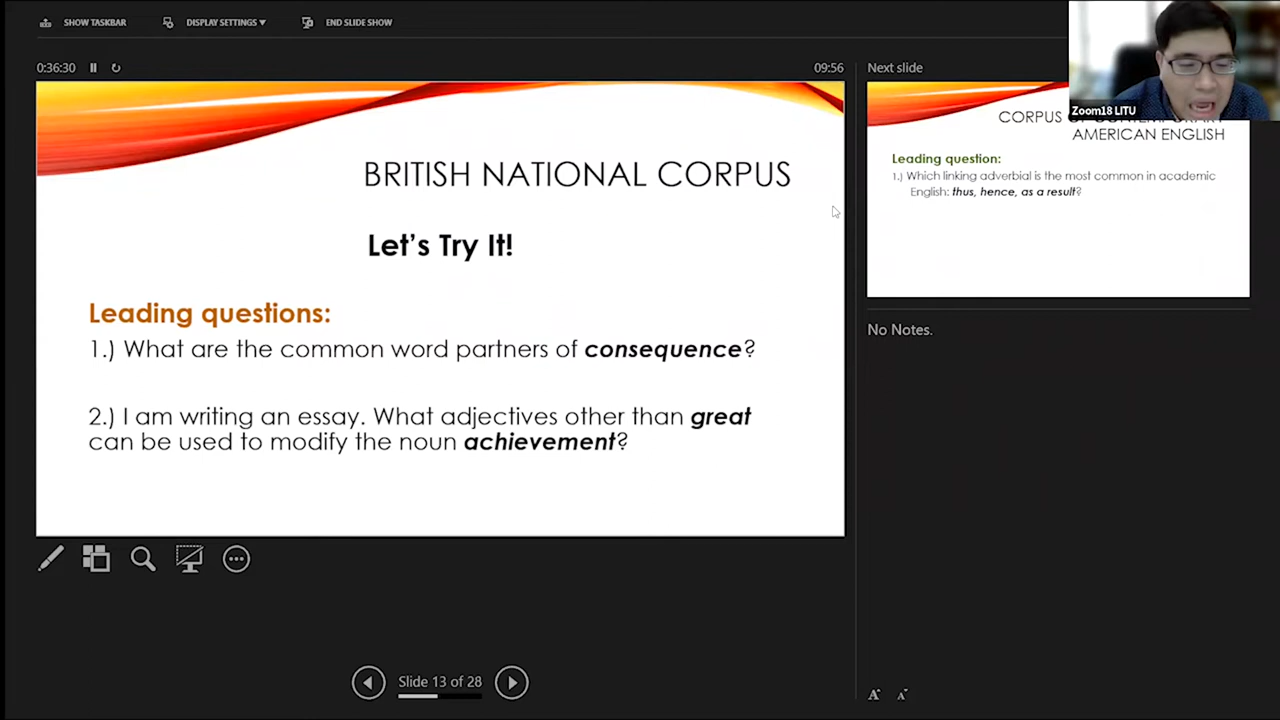 SHOW TASKBAR DISPLAY SETTINGS ▼ END SLIDE SHOW
0:36:30 09:56
BRITISH NATIONAL CORPUS
Let's Try It!
Leading questions:
1.) What are the common word partners of consequence?
2.) I am writing an essay. What adjectives other than great
can be used to modify the noun achievement?
Slide 13 of 28
Next slide
Zoom18 LITU
CORPUS OF CONTEMPORARY
AMERICAN ENGLISH
Leading question:
1.) Which linking adverbial is the most common in academic
English: thus, hence, as a result?
No Notes.
A A